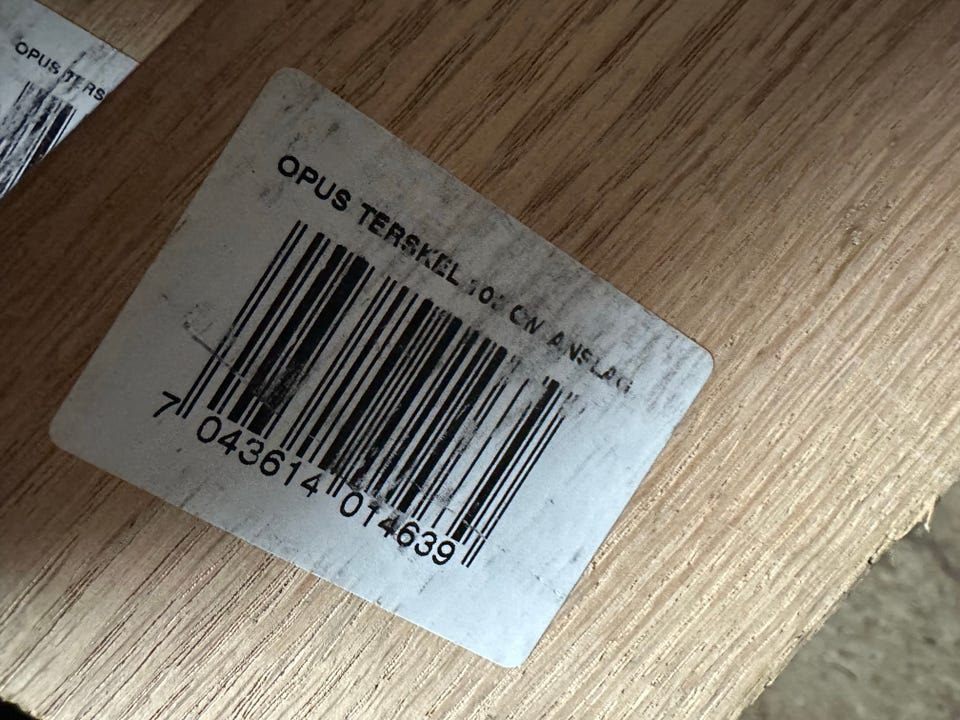 OPUS TERS
OPUS TERSKEL ANSLAG
7 043614 014639